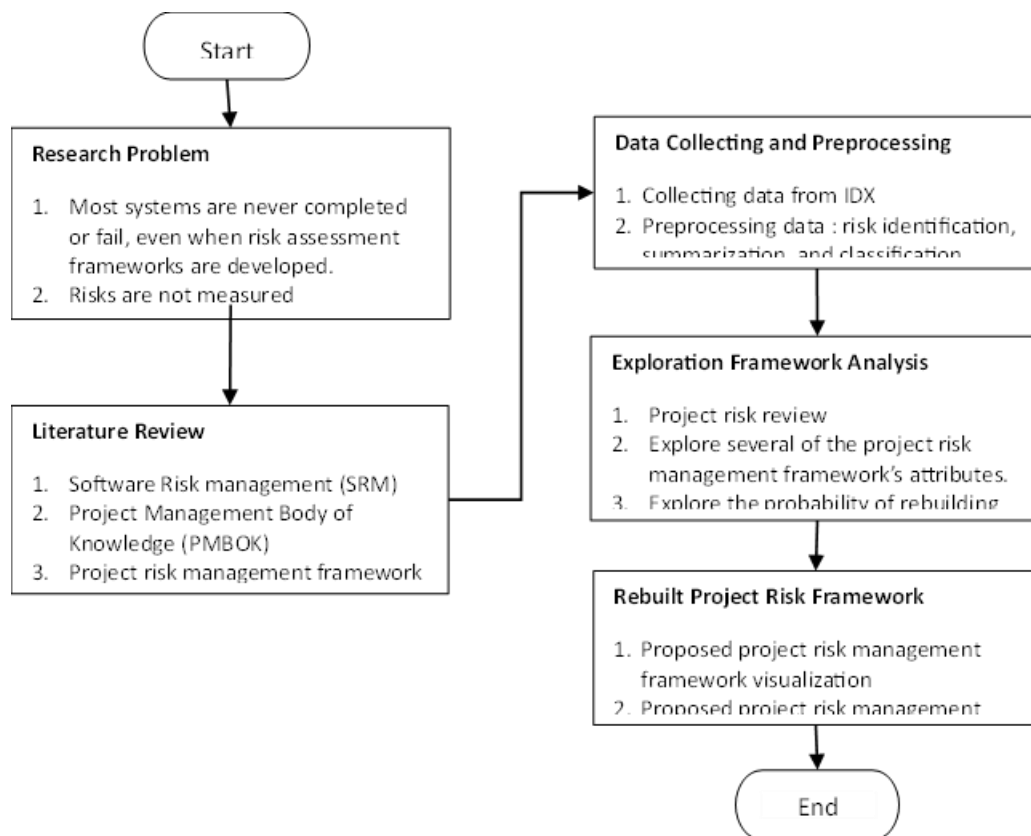 Start
Research Problem
1. Most systems are never completed
or fail, even when risk assessment
frameworks are developed.
2. Risks are not measured
Literature Review
1. Software Risk management (SRM)
2. Project Management Body of
Knowledge (PMBOK)
3. Project risk management framework
Data Collecting and Preprocessing
1. Collecting data from IDX
2. Preprocessing data : risk identification,
summarization, and classification
Exploration Framework Analysis
1. Project risk review
2. Explore several of the project risk
management framework’s attributes.
3. Explore the probability of rebuilding
Rebuilt Project Risk Framework
1. Proposed project risk management
framework visualization
2. Proposed project risk management
End